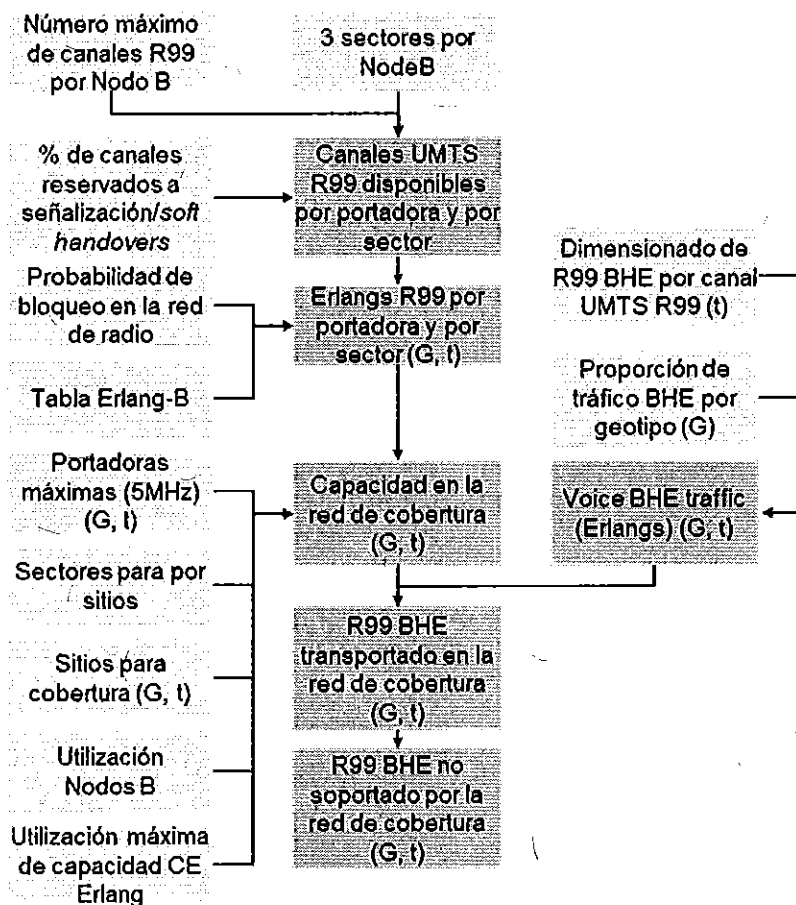 Número máximo
de canales R99
por Nodo B
3 sectores por
NodeB
% de canales
reservados a
señalización/soft
handovers
Canales UMTS
R99 disponibles
por portadora y por
sector
Probabilidad de
bloqueo en la red
de radio
Erlangs R99 por
portadora y por
sector (G, t)
Tabla Erlang-B
Dimensionado de
R99 BHE por canal
UMTS R99 (t)
Proporción de
tráfico BHE por
geotipo (G)
Portadoras
máximas (5MHz)
(G, t)
Capacidad en la
red de cobertura
(G, t)
Voice BHE traffic
(Erlangs) (G, t)
Sectores para por
sitios
Sitios para
cobertura (G, t)
R99 BHE
transportado en la
red de cobertura
(G, t)
Utilización
Nodos B
R99 BHE no
soportado por la
red de cobertura
(G, t)
Utilización máxima
de capacidad CE
Erlang